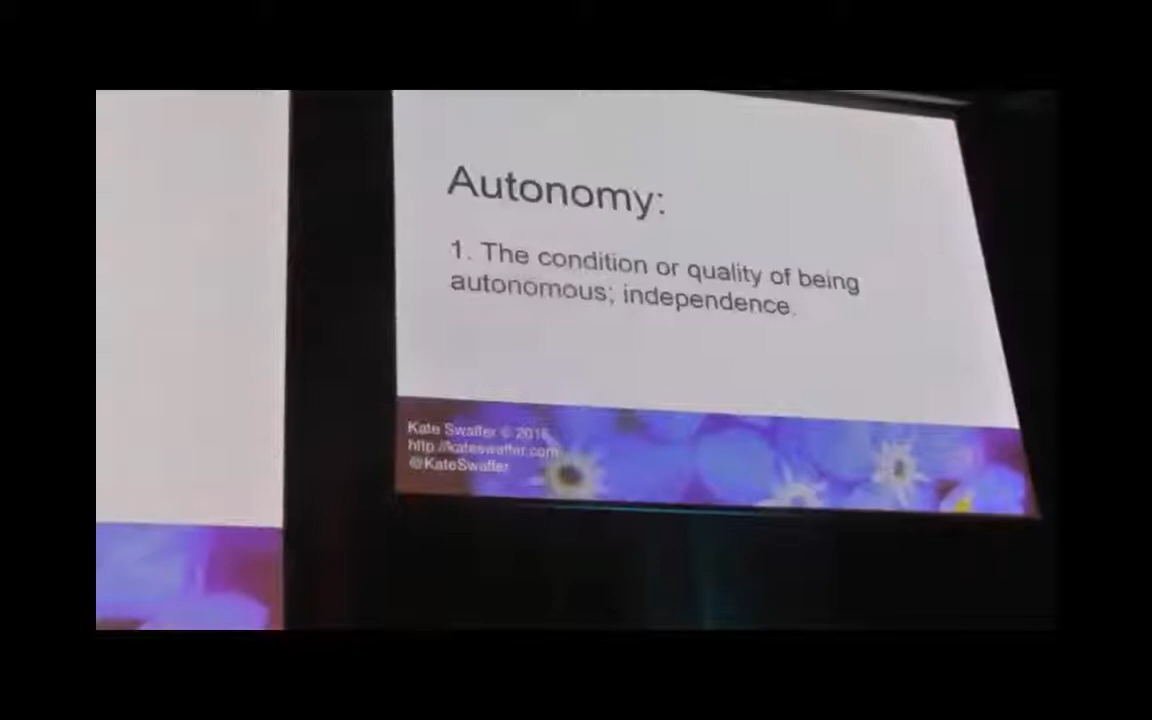 Autonomy:
1. The condition or quality of being
autonomous; independence.
Kate Swaffer ©
http://kateswaffer.com
@KateSwaffer